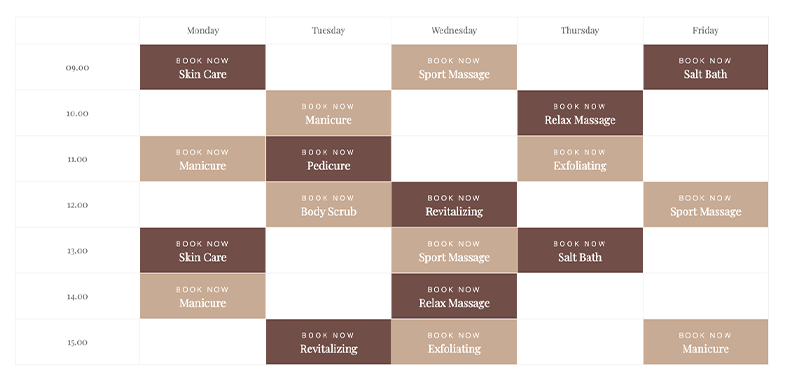 Monday Tuesday Wednesday Thursday Friday
09.00
BOOK NOW BOOK NOW BOOK NOW
Skin Care Sport Massage Salt Bath
10.00
BOOK NOW BOOK NOW
Manicure Relax Massage
11.00
BOOK NOW BOOK NOW BOOK NOW
Manicure Pedicure Exfoliating
12.00
BOOK NOW BOOK NOW BOOK NOW
Body Scrub Revitalizing Sport Massage
13.00
BOOK NOW BOOK NOW BOOK NOW
Skin Care Sport Massage Salt Bath
14.00
BOOK NOW BOOK NOW
Manicure Relax Massage
15.00
BOOK NOW BOOK NOW BOOK NOW
Revitalizing Exfoliating Manicure